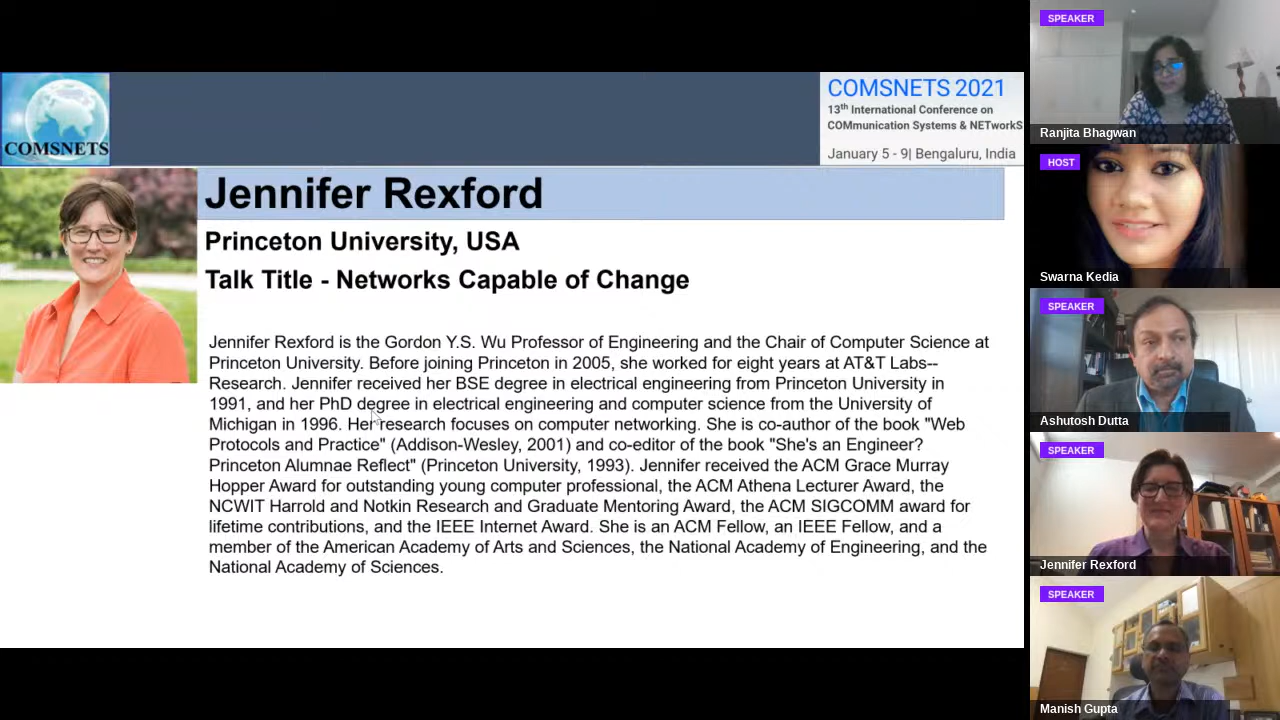 COMSNETS
COMSNETS 2021
13th International Conference on
COMmunication Systems & NETworkS
January 5 - 9| Bengaluru, India
Jennifer Rexford
Princeton University, USA
Talk Title - Networks Capable of Change
Jennifer Rexford is the Gordon Y.S. Wu Professor of Engineering and the Chair of Computer Science at
Princeton University. Before joining Princeton in 2005, she worked for eight years at AT&T Labs--
Research. Jennifer received her BSE degree in electrical engineering from Princeton University in
1991, and her PhD degree in electrical engineering and computer science from the University of
Michigan in 1996. Her research focuses on computer networking. She is co-author of the book "Web
Protocols and Practice" (Addison-Wesley, 2001) and co-editor of the book "She's an Engineer?
Princeton Alumnae Reflect" (Princeton University, 1993). Jennifer received the ACM Grace Murray
Hopper Award for outstanding young computer professional, the ACM Athena Lecturer Award, the
NCWIT Harrold and Notkin Research and Graduate Mentoring Award, the ACM SIGCOMM award for
lifetime contributions, and the IEEE Internet Award. She is an ACM Fellow, an IEEE Fellow, and a
member of the American Academy of Arts and Sciences, the National Academy of Engineering, and the
National Academy of Sciences.
SPEAKER
Ranjita Bhagwan
HOST
Swarna Kedia
SPEAKER
Ashutosh Dutta
SPEAKER
Jennifer Rexford
SPEAKER
Manish Gupta